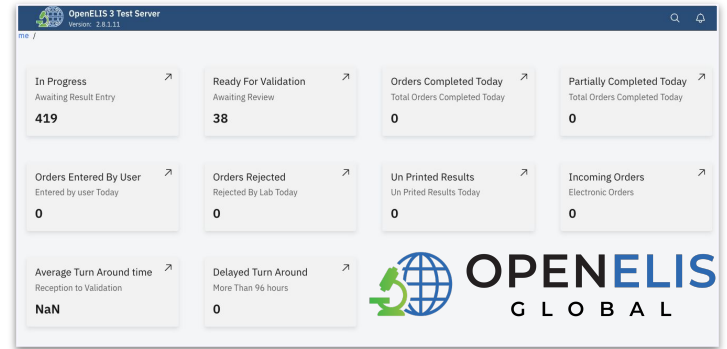 OpenELIS 3 Test Server
Version: 2.8.1.11
me /
In Progress
Awaiting Result Entry
419
Ready For Validation
Awaiting Review
38
Orders Completed Today
Total Orders Completed Today
0
Partially Completed Today
Total Orders Completed Today
0
Orders Entered By User
Entered by user Today
0
Orders Rejected
Rejected By Lab Today
0
Un Printed Results
Un Prited Results Today
0
Incoming Orders
Electronic Orders
0
Average Turn Around time
Reception to Validation
NaN
Delayed Turn Around
More Than 96 hours
0
OPENELIS
GLOBAL